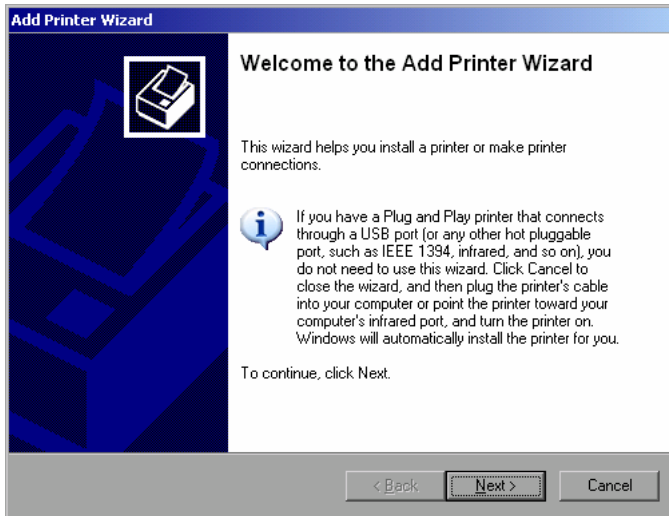 Add Printer Wizard
Welcome to the Add Printer Wizard
This wizard helps you install a printer or make printer
connections.
If you have a Plug and Play printer that connects
through a USB port (or any other hot pluggable
port, such as IEEE 1394, infrared, and so on), you
do not need to use this wizard. Click Cancel to
close the wizard, and then plug the printer's cable
into your computer or point the printer toward your
computer's infrared port, and turn the printer on.
Windows will automatically install the printer for you.
To continue, click Next.
< Back Next > Cancel